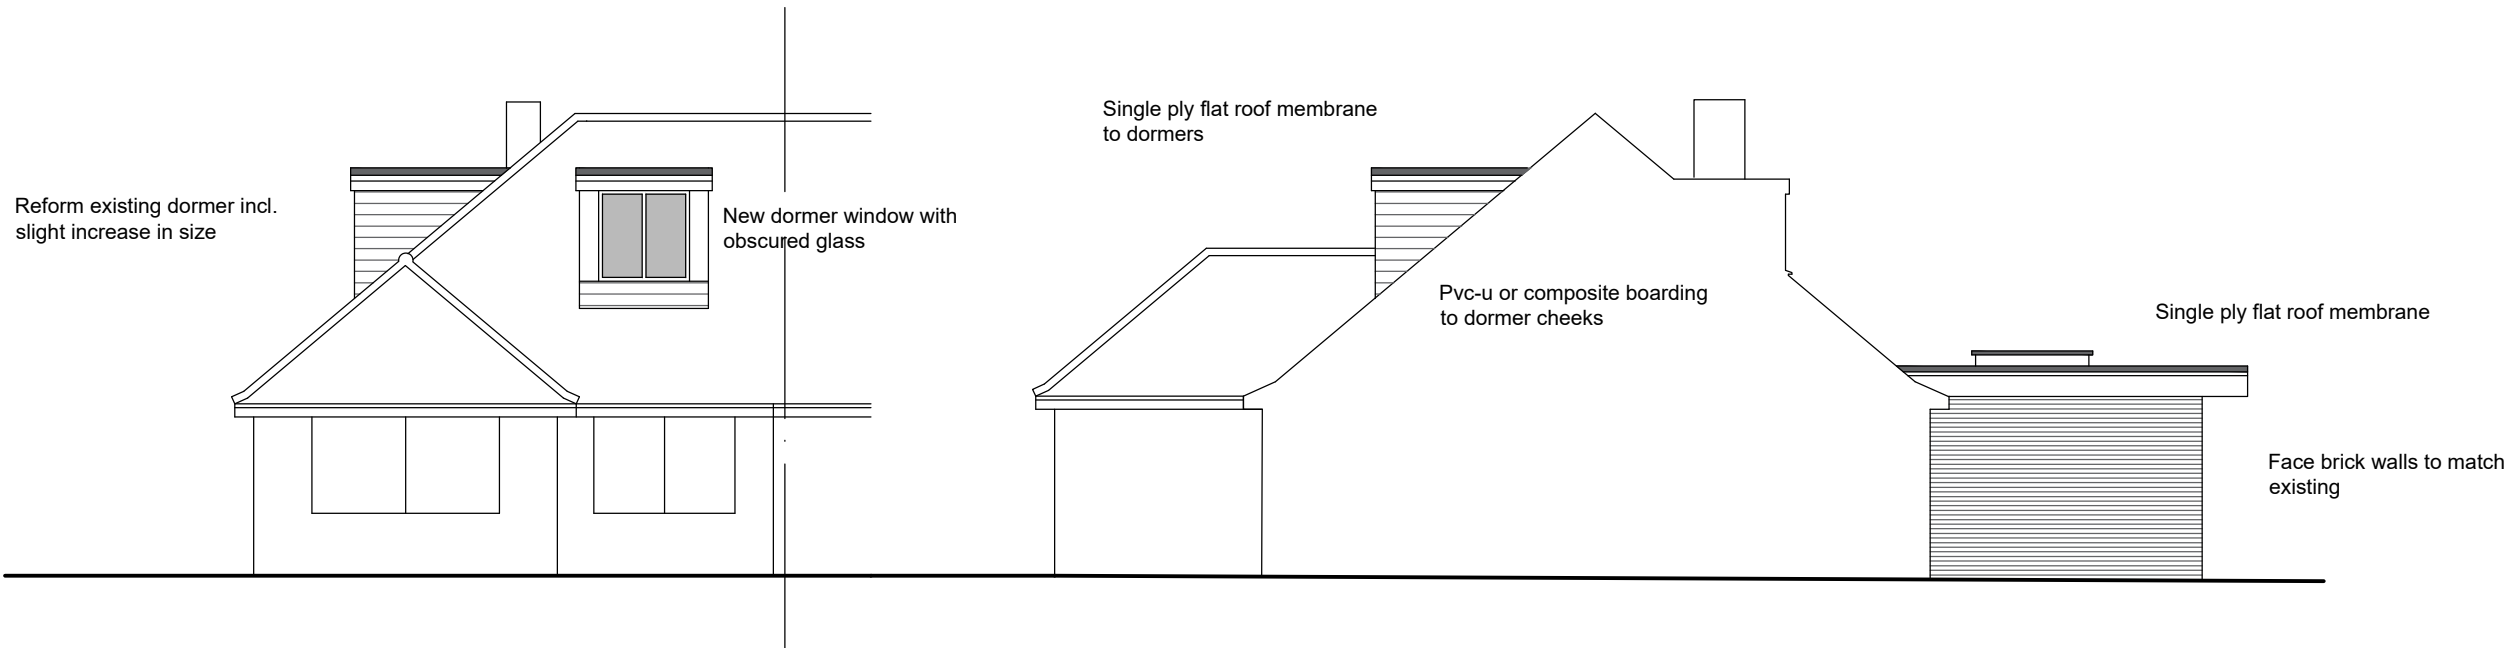 Reform existing dormer incl.
slight increase in size
New dormer window with
obscured glass
Single ply flat roof membrane
to dormers
Pvc-u or composite boarding
to dormer cheeks
Single ply flat roof membrane
Face brick walls to match
existing